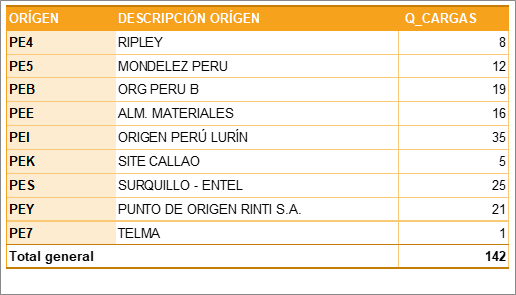 ORÍGEN DESCRIPCIÓN ORÍGEN Q_CARGAS
PE4 RIPLEY 8
PE5 MONDELEZ PERU 12
PEB ORG PERU B 19
PEE ALM. MATERIALES 16
PEI ORIGEN PERÚ LURÍN 35
PEK SITE CALLAO 5
PES SURQUILLO - ENTEL 25
PEY PUNTO DE ORIGEN RINTI S.A. 21
PE7 TELMA 1
Total general 142